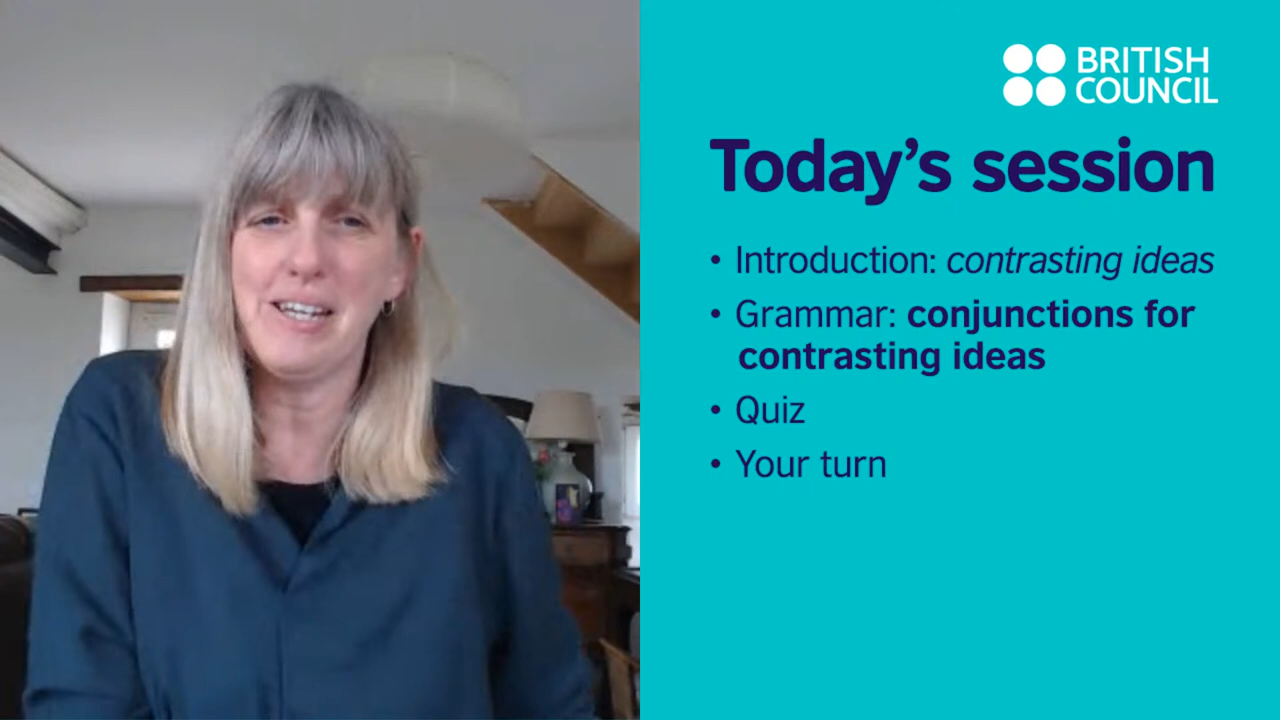 BRITISH
COUNCIL
Today’s session
• Introduction: contrasting ideas
• Grammar: conjunctions for
contrasting ideas
• Quiz
• Your turn